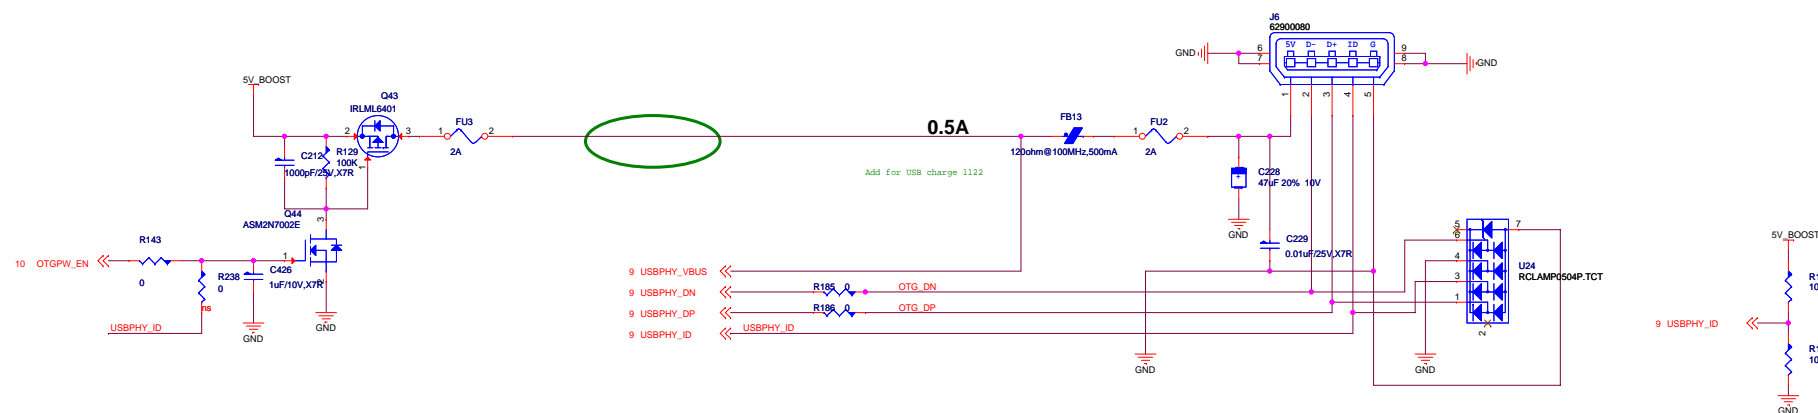 J6
62900080
5V D- D+ ID G
GND
6
7
9
8
GND
1
2
3
4
5
5V_BOOST
Q43
IRLML6401
2
3
1
C212
1000pF/25V,X7R
R129
100K
FU3
1
2
2A
0.5A
Add for USB charge 1122
FB13
120ohm@100MHz,500mA
FU2
1
2
2A
C228
47uF 20% 10V
GND
C229
0.01uF/25V,X7R
Q44
ASM2N7002E
3
1
2
GND
10 OTGPW_EN
R143
0
R238
0
ns
C426
1uF/10V,X7R
GND
USBPHY_ID
9 USBPHY_VBUS
9 USBPHY_DN
R185 0
OTG_DN
9 USBPHY_DP
R186 0
OTG_DP
9 USBPHY_ID
USBPHY_ID
GND
GND
5
6
4
3
1
2
7
U24
RCLAMP0504P.TCT
5V_BOOST
9 USBPHY_ID
GND